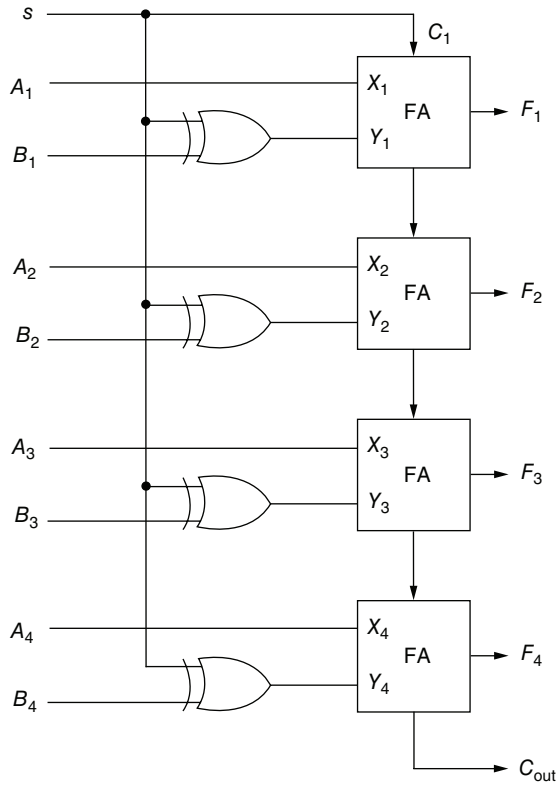 s
C₁
A₁
X₁
FA
F₁
Y₁
B₁
A₂
X₂
FA
F₂
Y₂
B₂
A₃
X₃
FA
F₃
Y₃
B₃
A₄
X₄
FA
F₄
Y₄
B₄
C_out